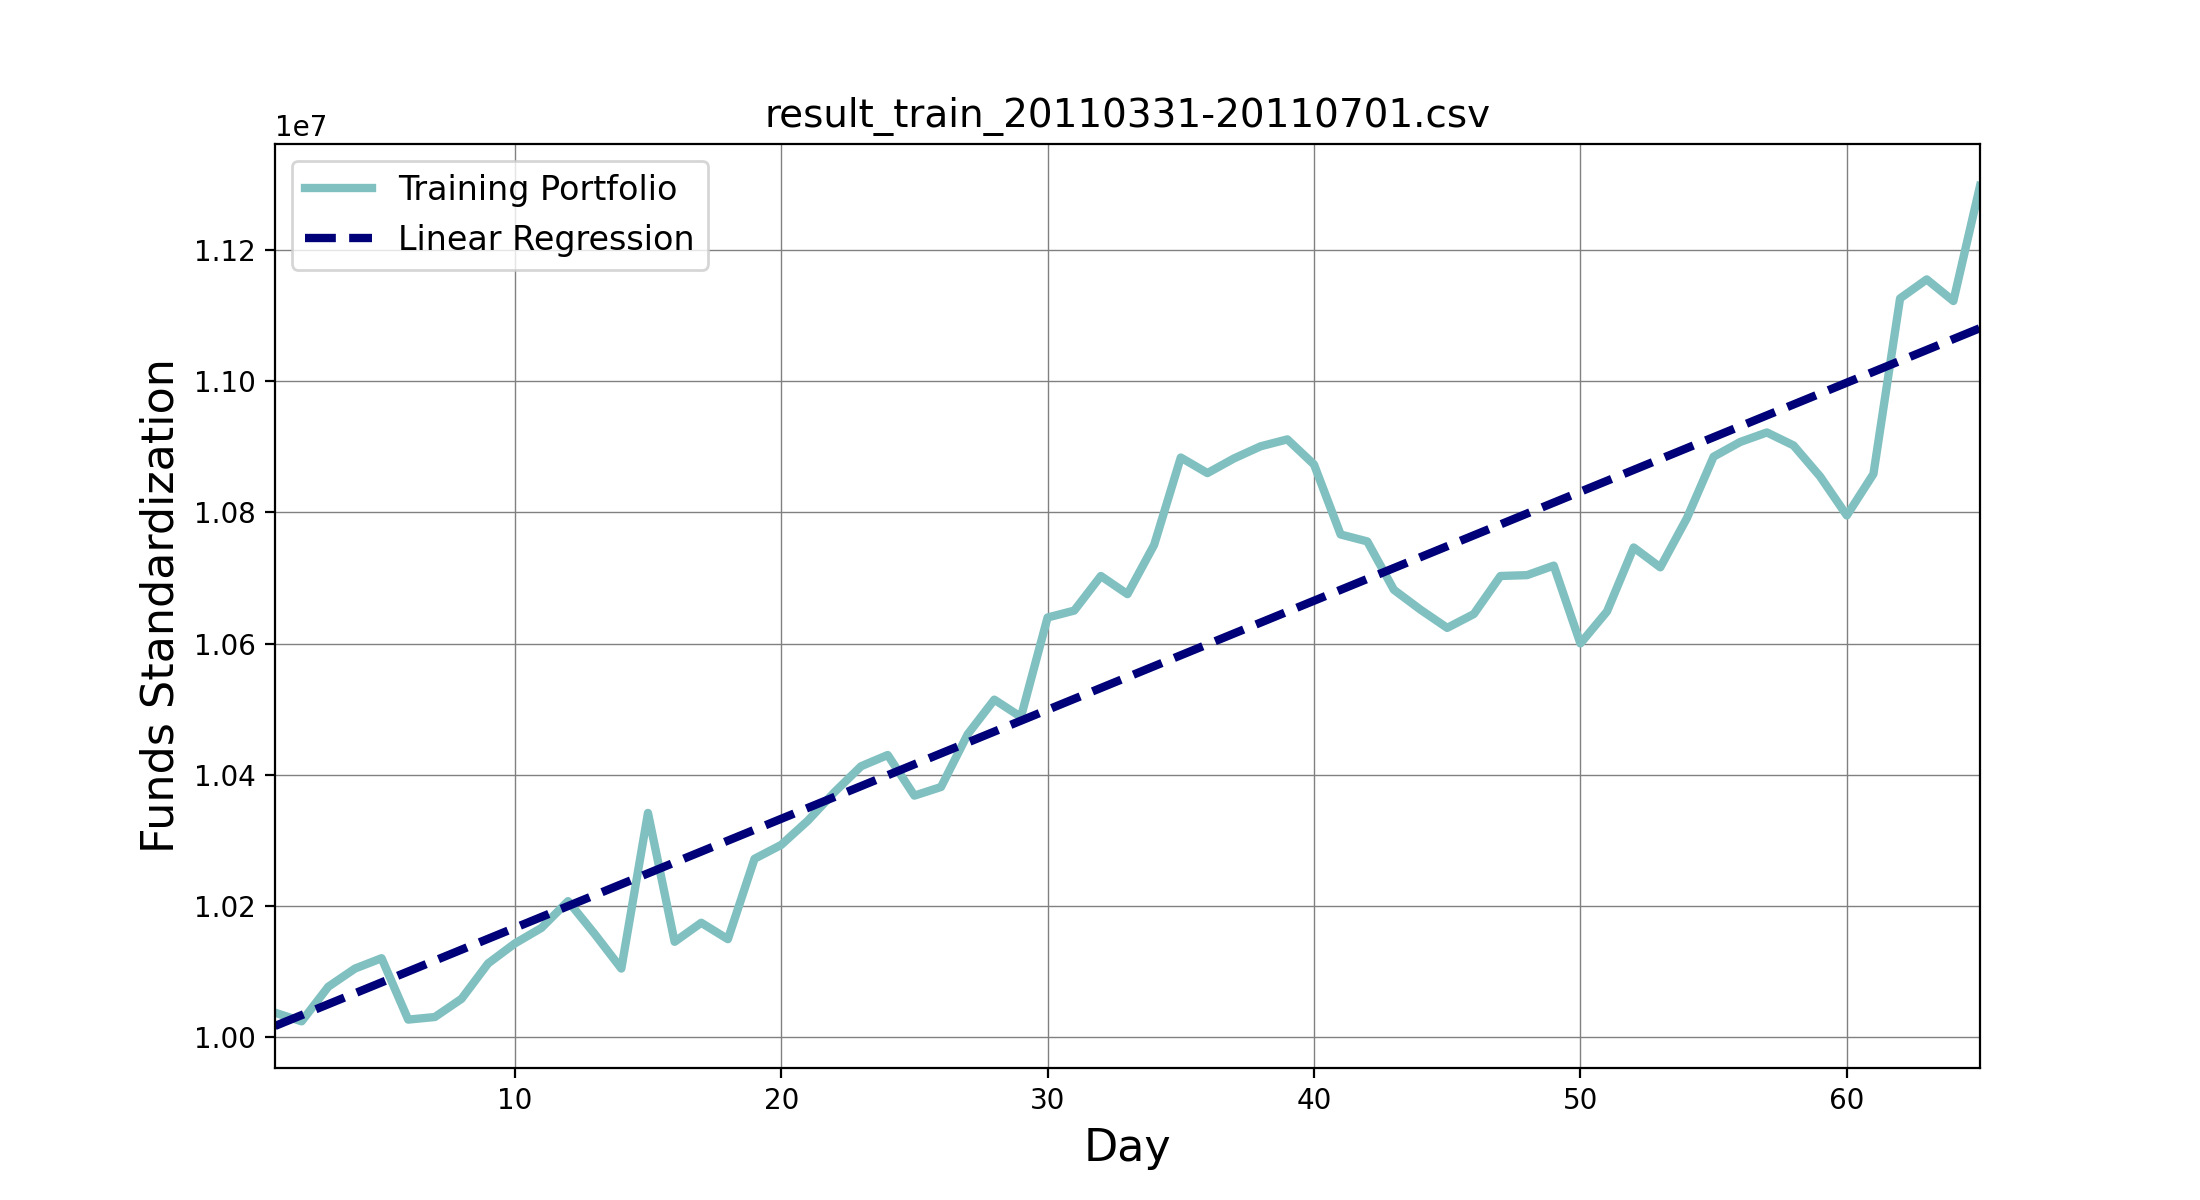 result_train_20110331-20110701.csv
1e7
Training Portfolio
Linear Regression
1.12
1.10
1.08
1.06
1.04
1.02
1.00
Funds Standardization
10 20 30 40 50 60
Day